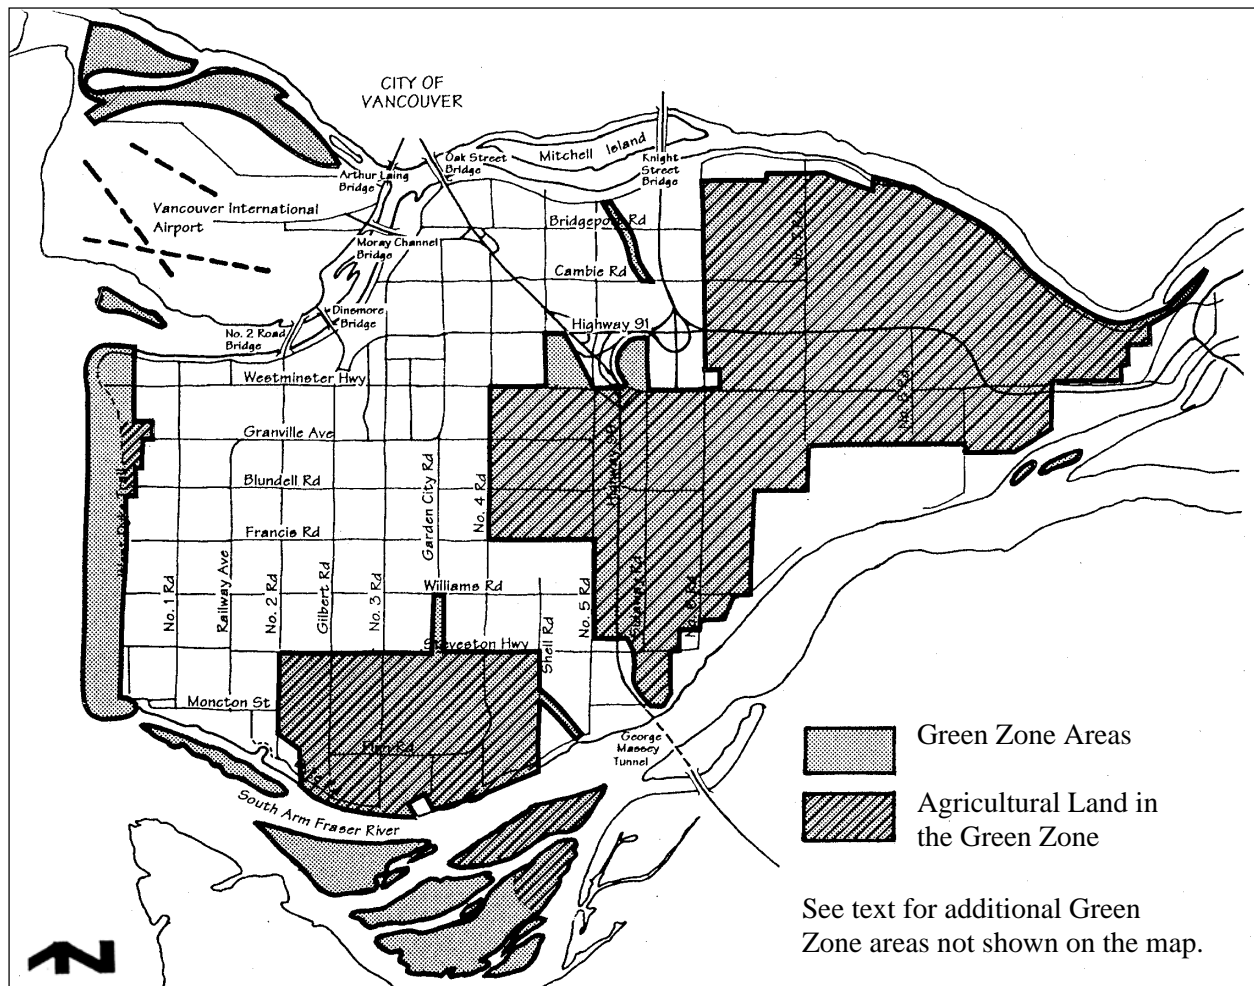 CITY OF
VANCOUVER
Mitchell Island
Oak Street
Bridge
Knight
Street
Bridge
Arthur Laing
Bridge
Vancouver International
Airport
Bridgeport Rd
Moray Channel
Bridge
Cambie Rd
Dinsmore
Bridge
Highway 91
No. 2 Road
Bridge
Westminster Hwy
No. 8 Rd
Granville Ave
Highway 99
Blundell Rd
Garden City Rd
No. 4 Rd
Francis Rd
Williams Rd
No. 1 Rd
Railway Ave
No. 2 Rd
Gilbert Rd
No. 3 Rd
No. 5 Rd
No. 6 Rd
Shell Rd
Steveston Hwy
Moncton St
Finn Rd
George
Massey
Tunnel
South Arm Fraser River
Green Zone Areas
Agricultural Land in
the Green Zone
See text for additional Green
Zone areas not shown on the map.
N